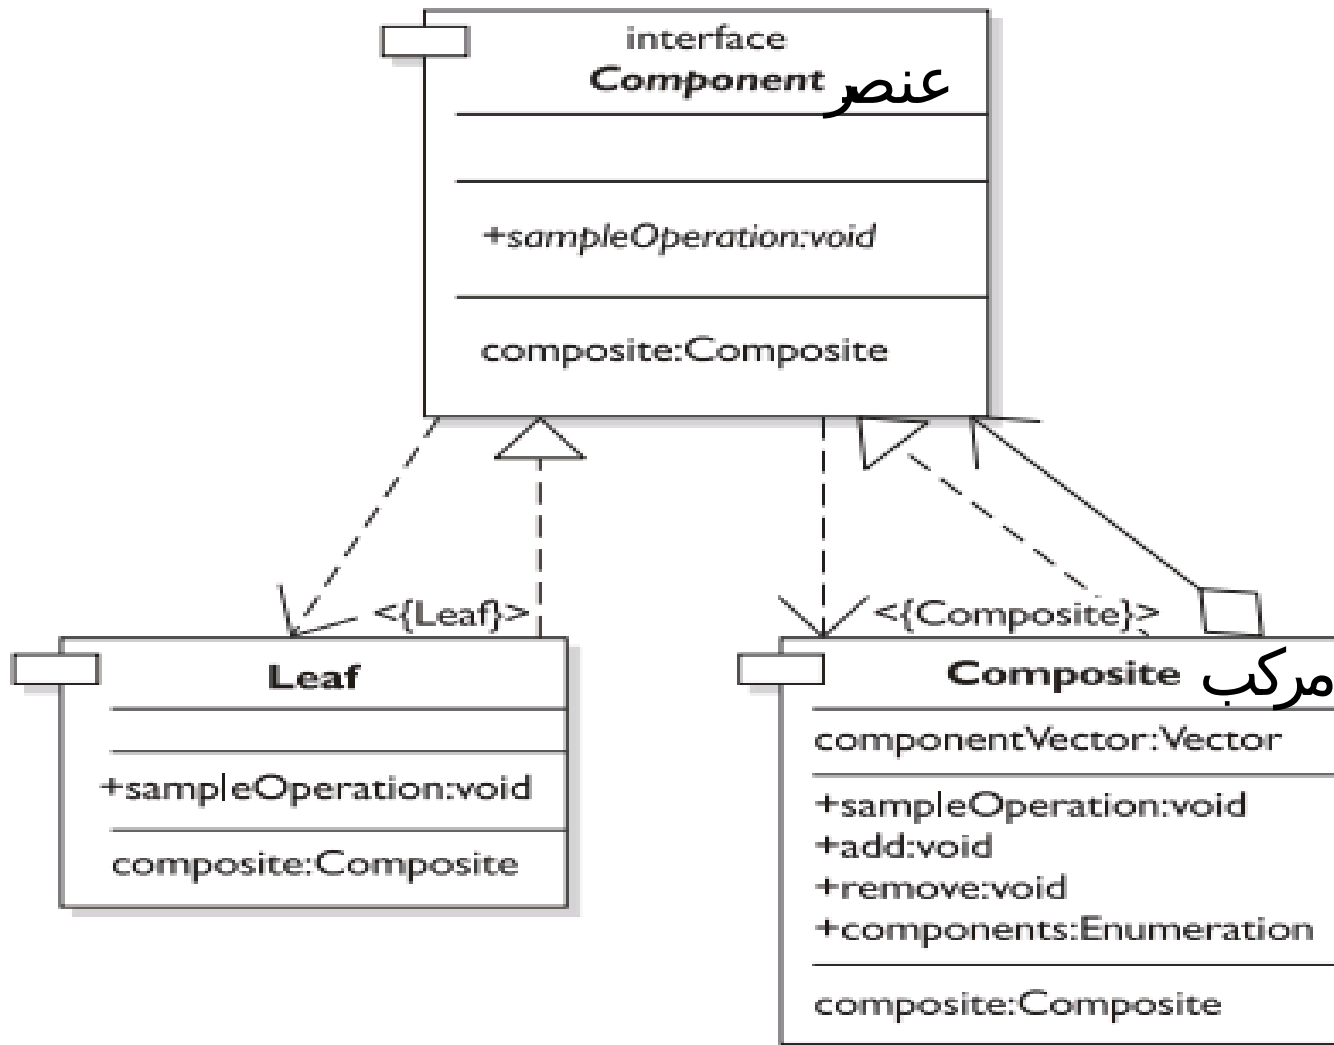 interface
Component عنصر
+sampleOperation:void
composite:Composite
<{Leaf}>
<{Composite}>
Leaf
+sampleOperation:void
composite:Composite
Composite مركب
componentVector:Vector
+sampleOperation:void
+add:void
+remove:void
+components:Enumeration
composite:Composite